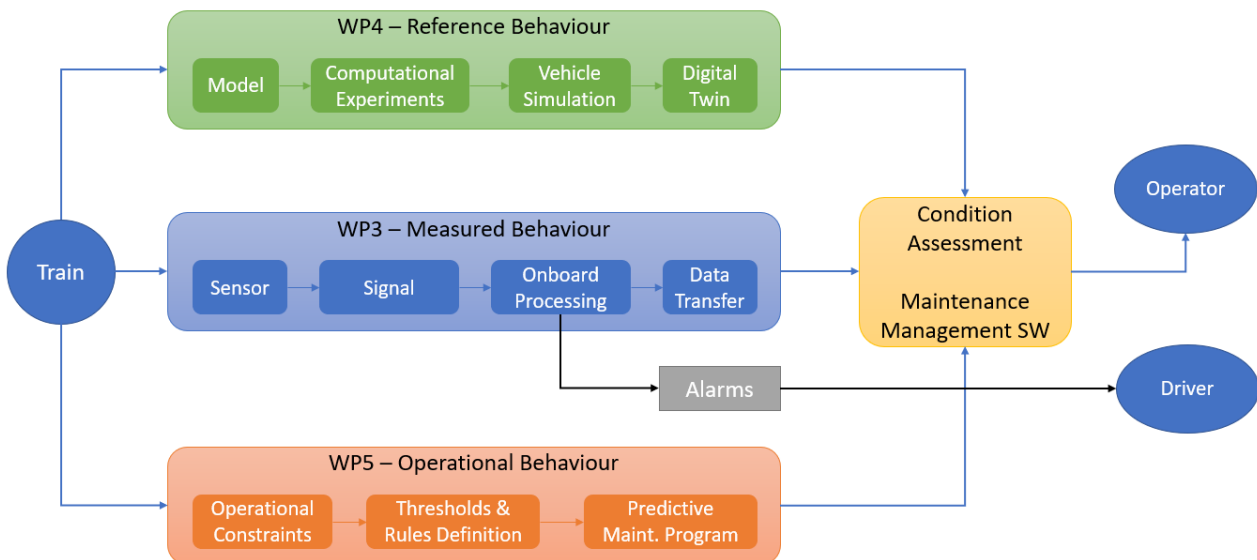 WP4 – Reference Behaviour
Model
Computational
Experiments
Vehicle
Simulation
Digital
Twin
Train
WP3 – Measured Behaviour
Sensor
Signal
Onboard
Processing
Data
Transfer
Condition
Assessment
Maintenance
Management SW
Operator
Alarms
Driver
WP5 – Operational Behaviour
Operational
Constraints
Thresholds &
Rules Definition
Predictive
Maint. Program